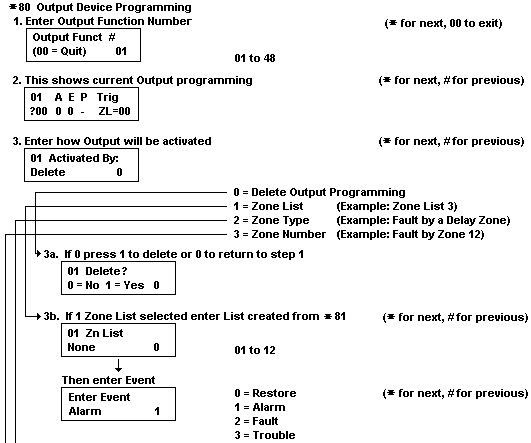 *80 Output Device Programming
1. Enter Output Function Number (* for next, 00 to exit)
Output Funct #
(00 = Quit) 01
01 to 48
2. This shows current Output programming (* for next, # for previous)
01 A E P Trig
?00 0 0 - ZL=00
3. Enter how Output will be activated (* for next, # for previous)
01 Activated By:
Delete 0
0 = Delete Output Programming
1 = Zone List (Example: Zone List 3)
2 = Zone Type (Example: Fault by a Delay Zone)
3 = Zone Number (Example: Fault by Zone 12)
3a. If 0 press 1 to delete or 0 to return to step 1
01 Delete?
0 = No 1 = Yes 0
3b. If 1 Zone List selected enter List created from *81 (* for next, # for previous)
01 Zn List
None 0
01 to 12
Then enter Event
Enter Event
Alarm 1
0 = Restore (* for next, # for previous)
1 = Alarm
2 = Fault
3 = Trouble